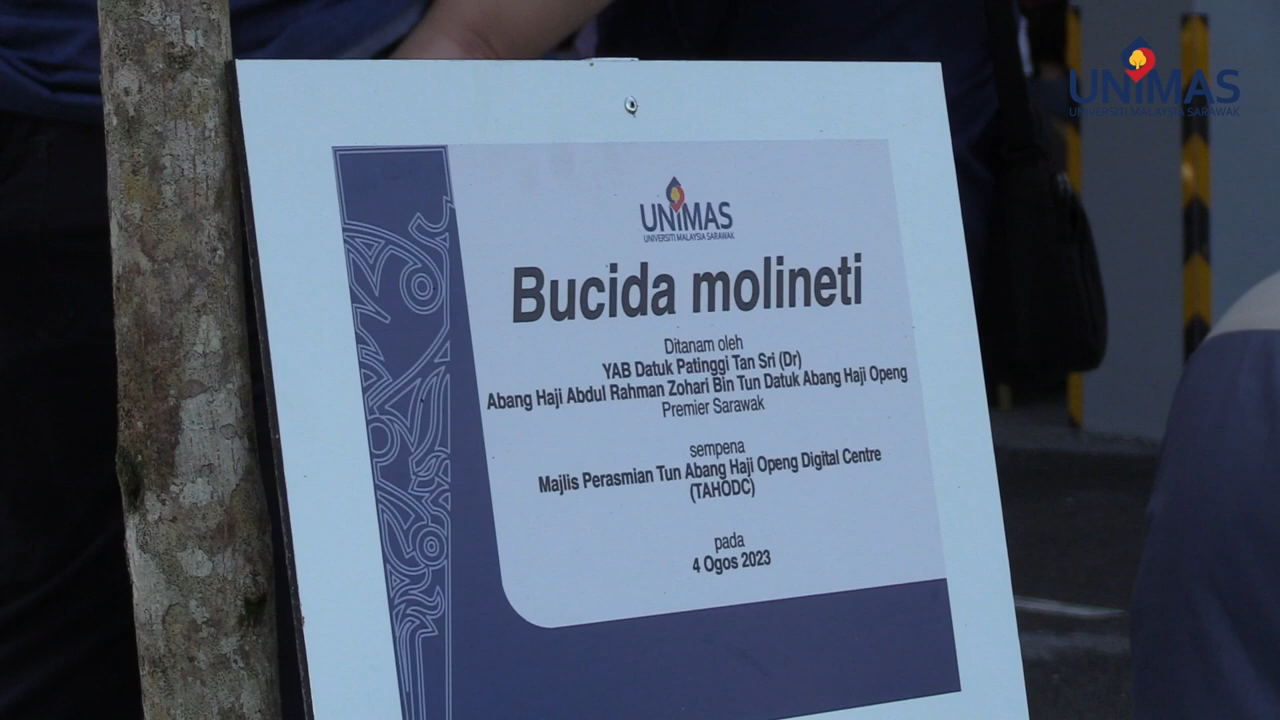 UNIMAS
UNIVERSITI MALAYSIA SARAWAK
UNIMAS
UNIVERSITI MALAYSIA SARAWAK
Bucida molineti
Ditanam oleh
YAB Datuk Patinggi Tan Sri (Dr)
Abang Haji Abdul Rahman Zohari Bin Tun Datuk Abang Haji Openg
Premier Sarawak
sempena
Majlis Perasmian Tun Abang Haji Openg Digital Centre
(TAHODC)
pada
4 Ogos 2023